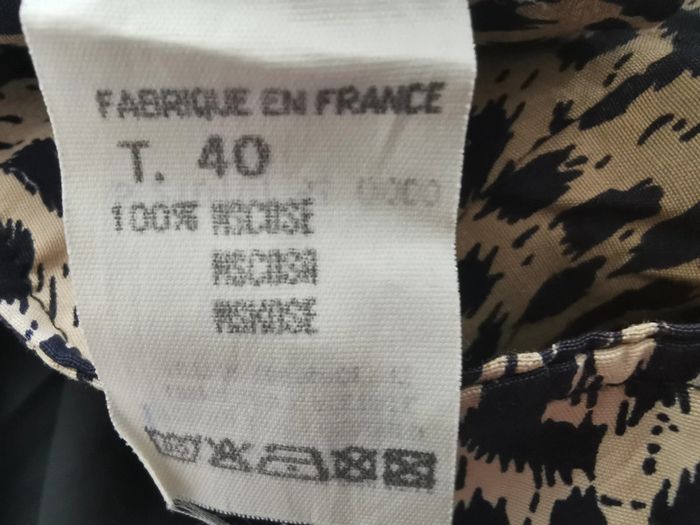 FABRIQUE EN FRANCE
T. 40
100% VISCOSE
VISCOSA
VISKOSE